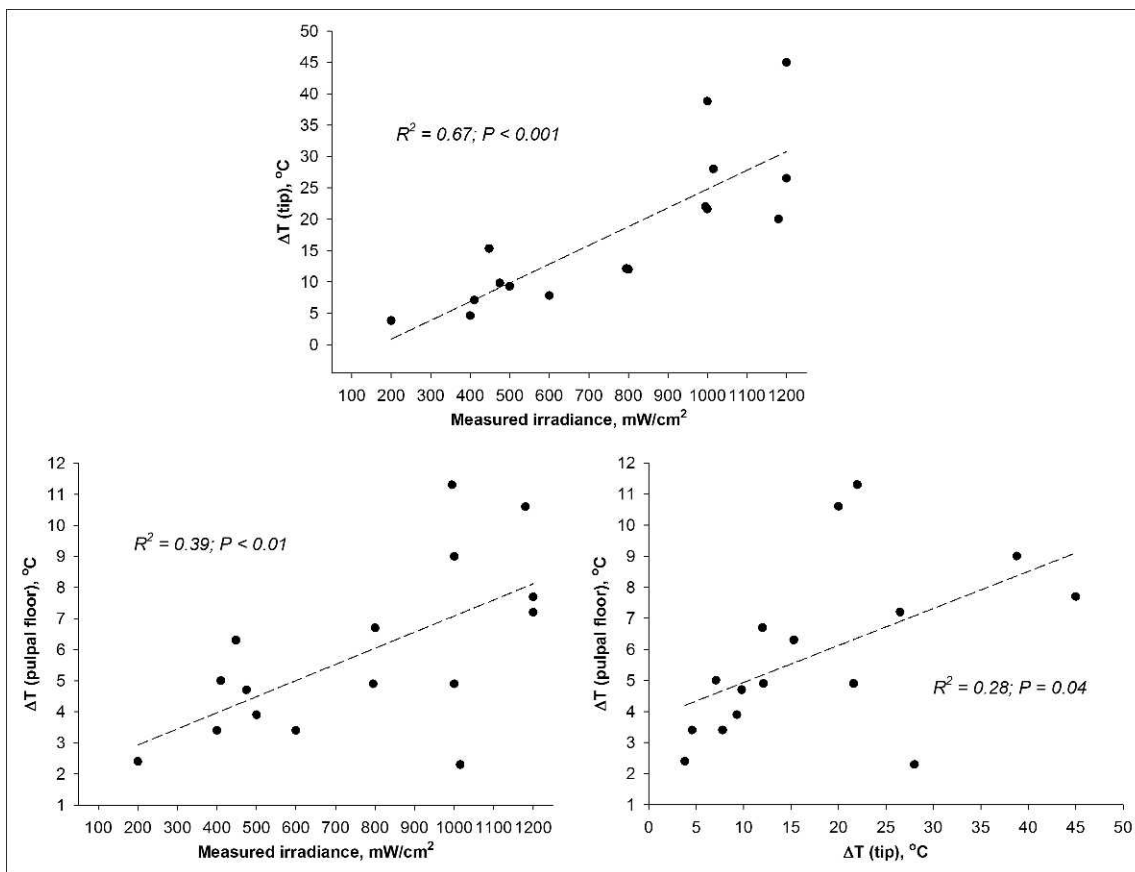 50
45
40
35
30
25
20
15
10
5
0
ΔT (tip), °C
R² = 0.67; P < 0.001
100 200 300 400 500 600 700 800 900 1000 1100 1200
Measured irradiance, mW/cm²
12
11
10
9
8
7
6
5
4
3
2
1
ΔT (pulpal floor), °C
R² = 0.39; P < 0.01
100 200 300 400 500 600 700 800 900 1000 1100 1200
Measured irradiance, mW/cm²
12
11
10
9
8
7
6
5
4
3
2
1
ΔT (pulpal floor), °C
R² = 0.28; P = 0.04
0 5 10 15 20 25 30 35 40 45 50
ΔT (tip), °C